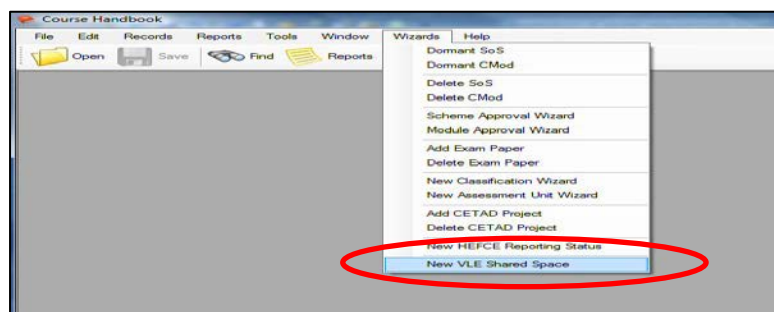 Course Handbook
File Edit Records Reports Tools Window Wizards Help
Open Save Find Reports
Dormant SoS
Dormant CMod
Delete SoS
Delete CMod
Scheme Approval Wizard
Module Approval Wizard
Add Exam Paper
Delete Exam Paper
New Classification Wizard
New Assessment Unit Wizard
Add CETAD Project
Delete CETAD Project
New HEFCE Reporting Status
New VLE Shared Space